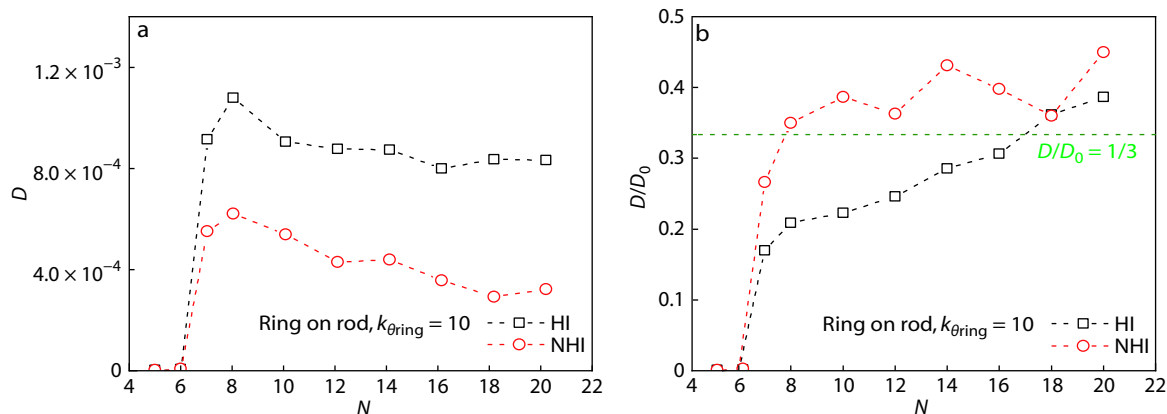 a
1.2 × 10⁻³
8.0 × 10⁻⁴
4.0 × 10⁻⁴
0
D
Ring on rod, kθring = 10
HI
NHI
4 6 8 10 12 14 16 18 20 22
N
b
0.5
0.4
0.3
0.2
0.1
0
D/D₀
D/D₀ = 1/3
Ring on rod, kθring = 10
HI
NHI
4 6 8 10 12 14 16 18 20 22
N